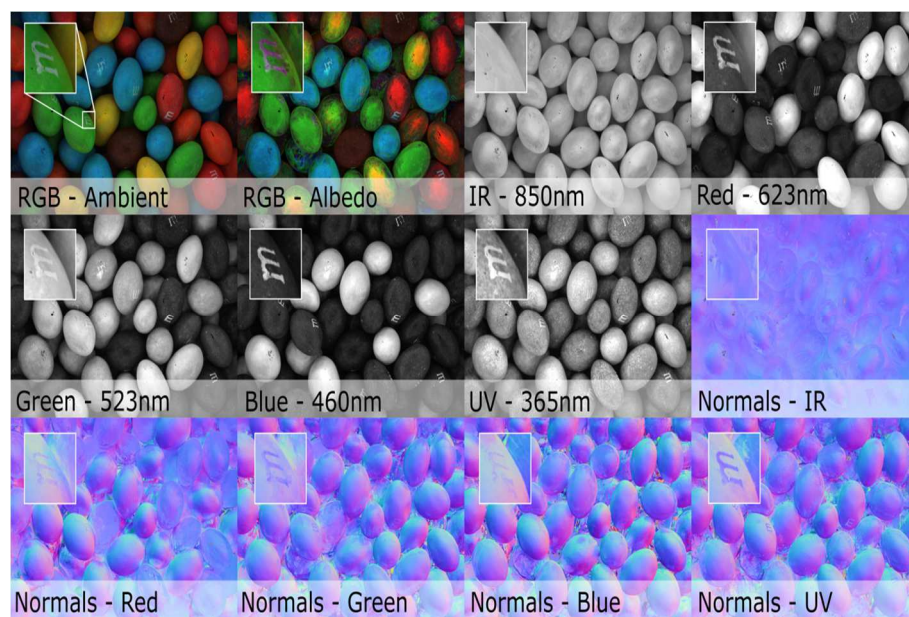 m
m
RGB - Ambient
RGB - Albedo
IR - 850nm
m
Red - 623nm
m
Green - 523nm
m
Blue - 460nm
m
UV - 365nm
Normals - IR
m
Normals - Red
m
Normals - Green
m
Normals - Blue
m
Normals - UV